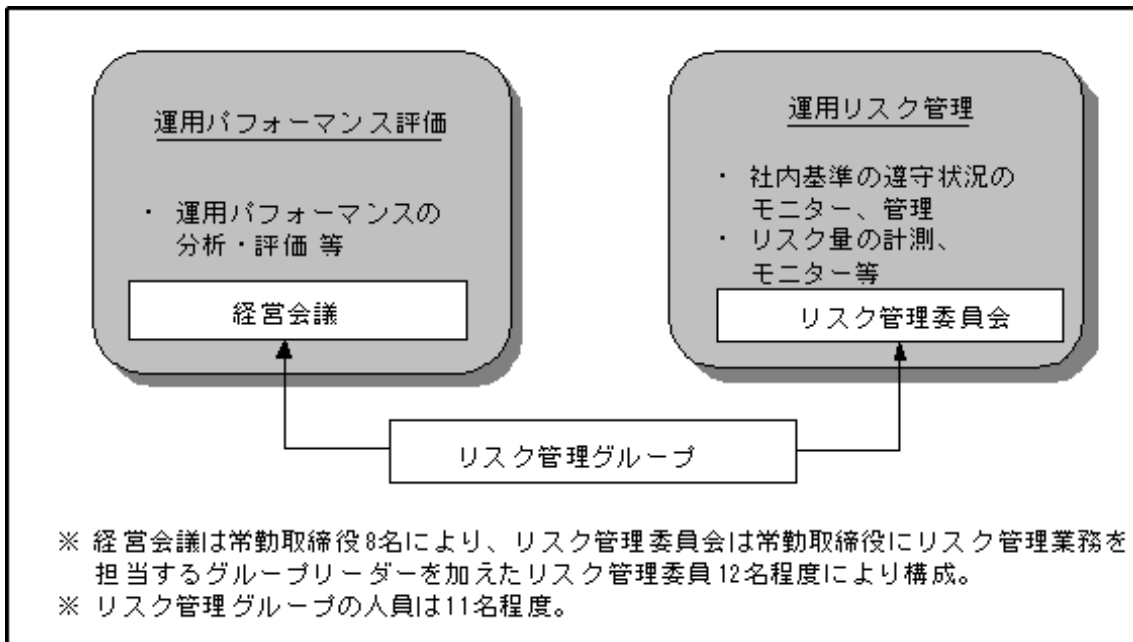 運用パフォーマンス評価
・ 運用パフォーマンスの
分析・評価 等
経営会議
運用リスク管理
・ 社内基準の遵守状況の
モニター、管理
・ リスク量の計測、
モニター等
リスク管理委員会
リスク管理グループ
※ 経営会議は常勤取締役8名により、リスク管理委員会は常勤取締役にリスク管理業務を
担当するグループリーダーを加えたリスク管理委員12名程度により構成。
※ リスク管理グループの人員は11名程度。